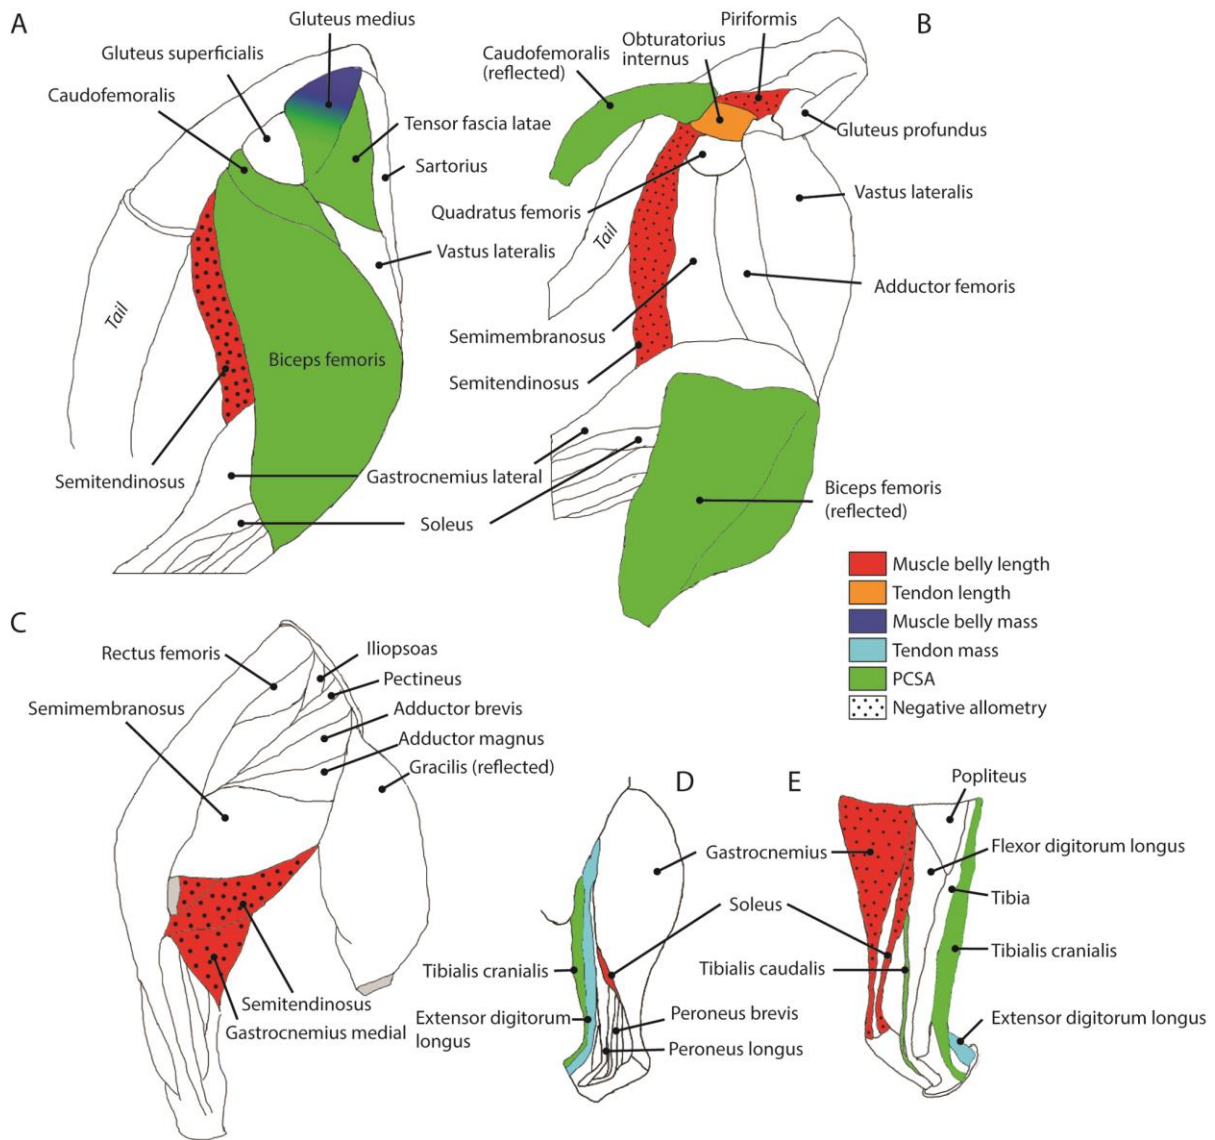 A
Gluteus medius
Gluteus superficialis
Caudofemoralis
Tensor fascia latae
Sartorius
Vastus lateralis
Tail
Biceps femoris
Semitendinosus
Gastrocnemius lateral
Soleus
B
Piriformis
Obturatorius
internus
Caudofemoralis
(reflected)
Gluteus profundus
Quadratus femoris
Vastus lateralis
Tail
Adductor femoris
Semimembranosus
Semitendinosus
Biceps femoris
(reflected)
Muscle belly length
Tendon length
Muscle belly mass
Tendon mass
PCSA
Negative allometry
C
Rectus femoris
Iliopsoas
Pectineus
Semimembranosus
Adductor brevis
Adductor magnus
Gracilis (reflected)
Semitendinosus
Gastrocnemius medial
D
Gastrocnemius
Soleus
Tibialis cranialis
Tibialis caudalis
Extensor digitorum
longus
Peroneus brevis
Peroneus longus
E
Popliteus
Flexor digitorum longus
Tibia
Tibialis cranialis
Extensor digitorum longus